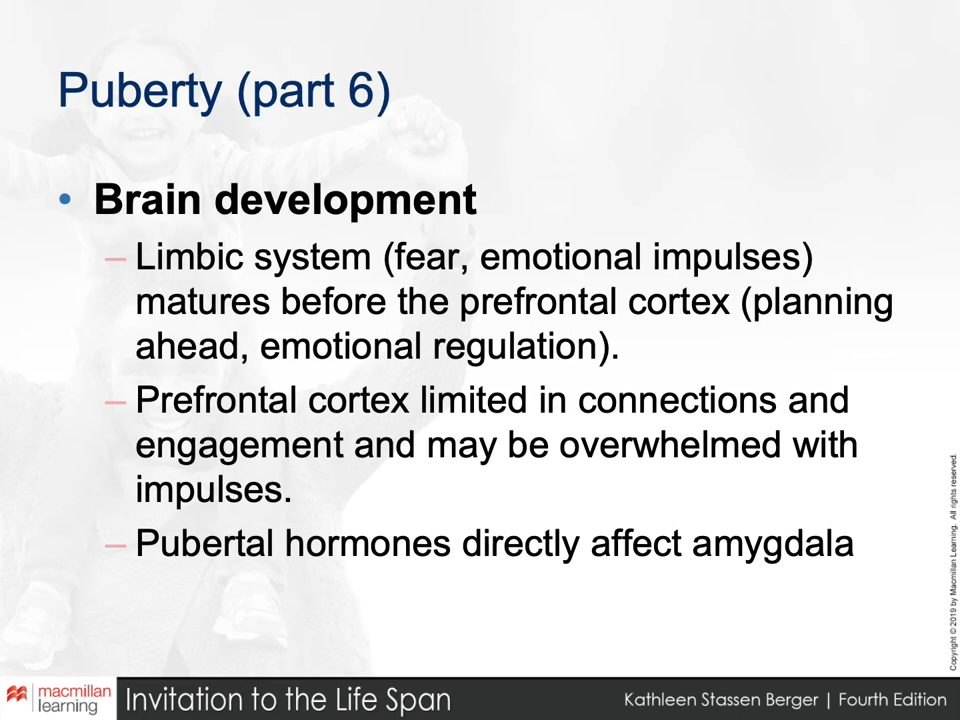 Puberty (part 6)
• Brain development
– Limbic system (fear, emotional impulses)
matures before the prefrontal cortex (planning
ahead, emotional regulation).
– Prefrontal cortex limited in connections and
engagement and may be overwhelmed with
impulses.
– Pubertal hormones directly affect amygdala
Copyright © 2019 by Macmillan Learning. All rights reserved.
macmillan
learning
Invitation to the Life Span
Kathleen Stassen Berger | Fourth Edition